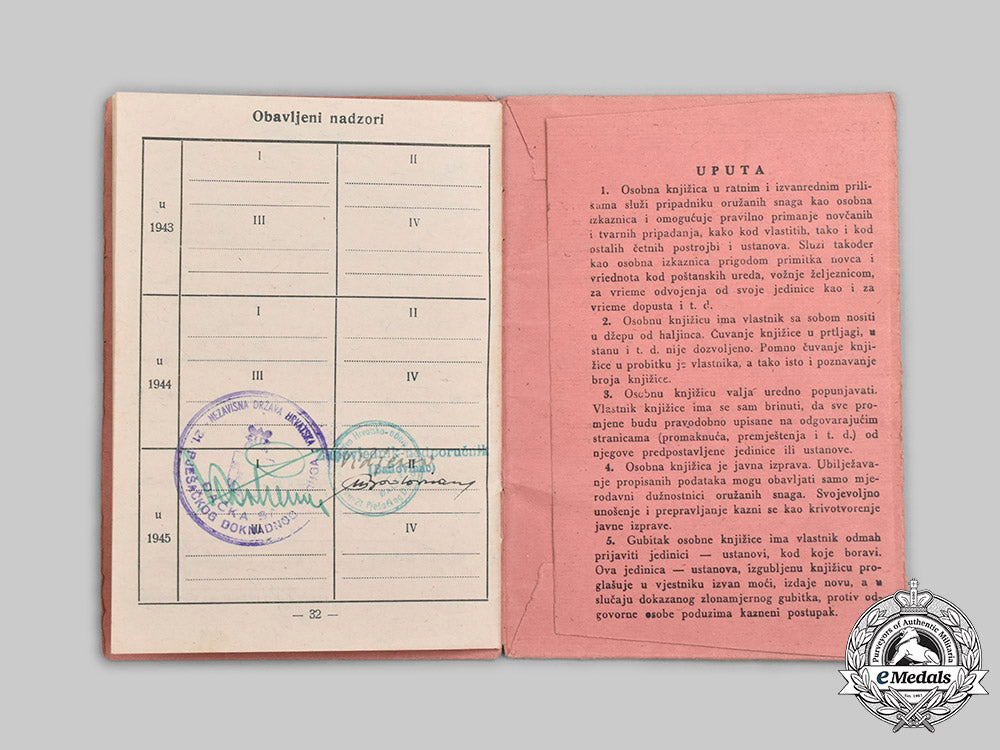 Obavljeni nadzori
I
II
u
1943
III
IV
I
II
u
1944
III
IV
I
II
u
1945
III
IV
NEZAVISNA DRŽAVA HRVATSKA
21. PJEŠAČKOG DOKNADNOG
DAČKA
nadporučnik
— 32 —
UPUTA
1. Osobna knjižica u ratnim i izvanrednim prili-
kama služi pripadniku oružanih snaga kao osobna
izkaznica i omogućuje pravilno primanje novčanih
i tvarnih pripadanja, kako kod vlastitih, tako i kod
ostalih četnih postrojbi i ustanova. Služi također
kao osobna izkaznica prigodom primitka novca i
vriednota kod poštanskih ureda, vožnje željeznicom,
za vrieme odvojenja od svoje jedinice kao i za
vrieme dopusta i t. d.
2. Osobnu knjižicu ima vlastnik sa sobom nositi
u džepu od haljinca. Čuvanje knjižice u prtljagi, u
stanu i t. d. nije dozvoljeno. Pomno čuvanje knji-
žice u probitku je vlastnika, a tako isto i poznavanje
broja knjižice.
3. Osobnu knjižicu valja uredno popunjavati.
Vlastnik knjižice ima se sam brinuti, da sve pro-
mjene budu pravodobno upisane na odgovarajućim
stranicama (promaknuća, premještenja i t. d.) od
njegove predpostavljene jedinice ili ustanove.
4. Osobna knjižica je javna izprava. Ubilježava-
nje propisanih podataka mogu obavljati samo mje-
rodavni dužnostnici oružanih snaga. Svojevoljno
unošenje i prepravljanje kazni se kao krivotvorenje
javne izprave.
5. Gubitak osobne knjižice ima vlastnik odmah
prijaviti jedinici — ustanovi, kod koje boravi.
Ova jedinica — ustanova, izgubljenu knjižicu pro-
glašuje u vjestniku izvan moći, izdaje novu, a u
slučaju dokazanog zlonamjernog gubitka, protiv od-
govorne osobe poduzima kazneni postupak.
Purveyors of Authentic Militaria
eMedals